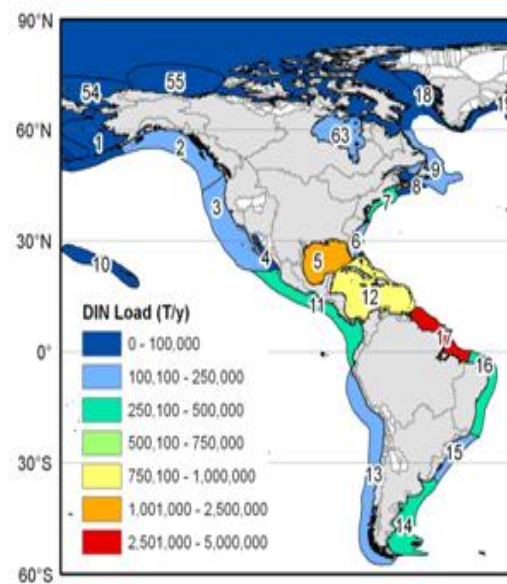 90°N
55
54
18
19
60°N
1
2
63
9
8
7
3
6
30°N
4
5
10
12
11
DIN Load (T/y)
17
0 - 100,000
0°
16
100,100 - 250,000
250,100 - 500,000
500,100 - 750,000
15
30°S
750,100 - 1,000,000
13
1,001,000 - 2,500,000
14
2,501,000 - 5,000,000
60°S